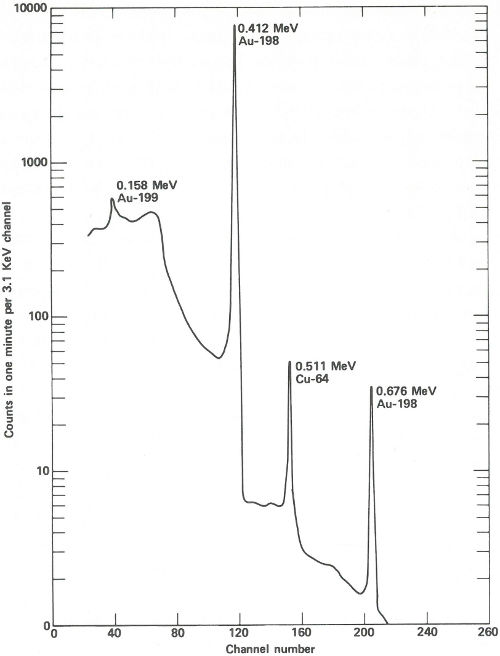 10000
0.412 MeV
Au-198
1000
0.158 MeV
Au-199
Counts in one minute per 3.1 KeV channel
100
0.511 MeV
Cu-64
0.676 MeV
Au-198
10
0
0 40 80 120 160 200 240 260
Channel number